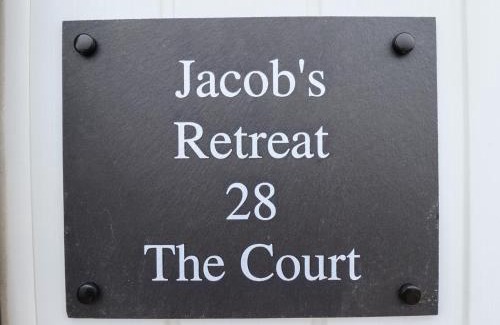 Jacob's
Retreat
28
The Court